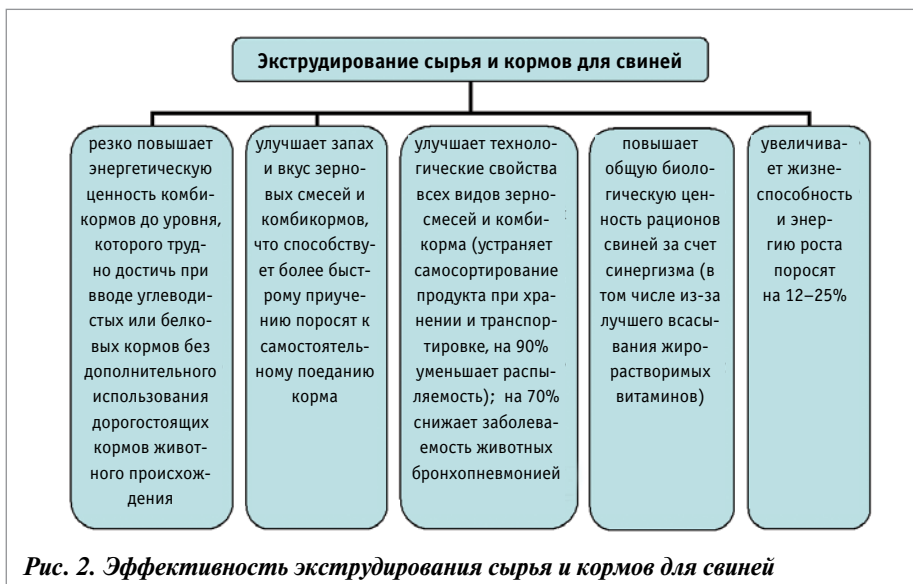 Экструдирование сырья и кормов для свиней
резко повышает
энергетическую
ценность комби-
кормов до уровня,
которого труд-
но достичь при
вводе углеводи-
стых или белко-
вых кормов без
дополнительного
использования
дорогостоящих
кормов живот-
ного происхож-
дения
улучшает запах
и вкус зерно-
вых смесей и
комбикормов,
что способству-
ет более быст-
рому приуче-
нию поросят к
самостоятель-
ному поеданию
корма
улучшает техноло-
гические свойства
всех видов зерно-
смесей и комби-
корма (устраняет
самосортирование
продукта при хра-
нении и транспор-
тировке, на 90%
уменьшает распы-
ляемость); на 70%
снижает заболева-
емость животных
бронхопневмонией
повышает
общую биоло-
гическую цен-
ность рационов
свиней за счет
синергизма (в
том числе из-за
лучшего всасы-
вания жиро-
растворимых
витаминов)
увеличива-
ет жизне-
способность
и энер-
гию роста
поросят
на 12–25%
Рис. 2. Эффективность экструдирования сырья и кормов для свиней